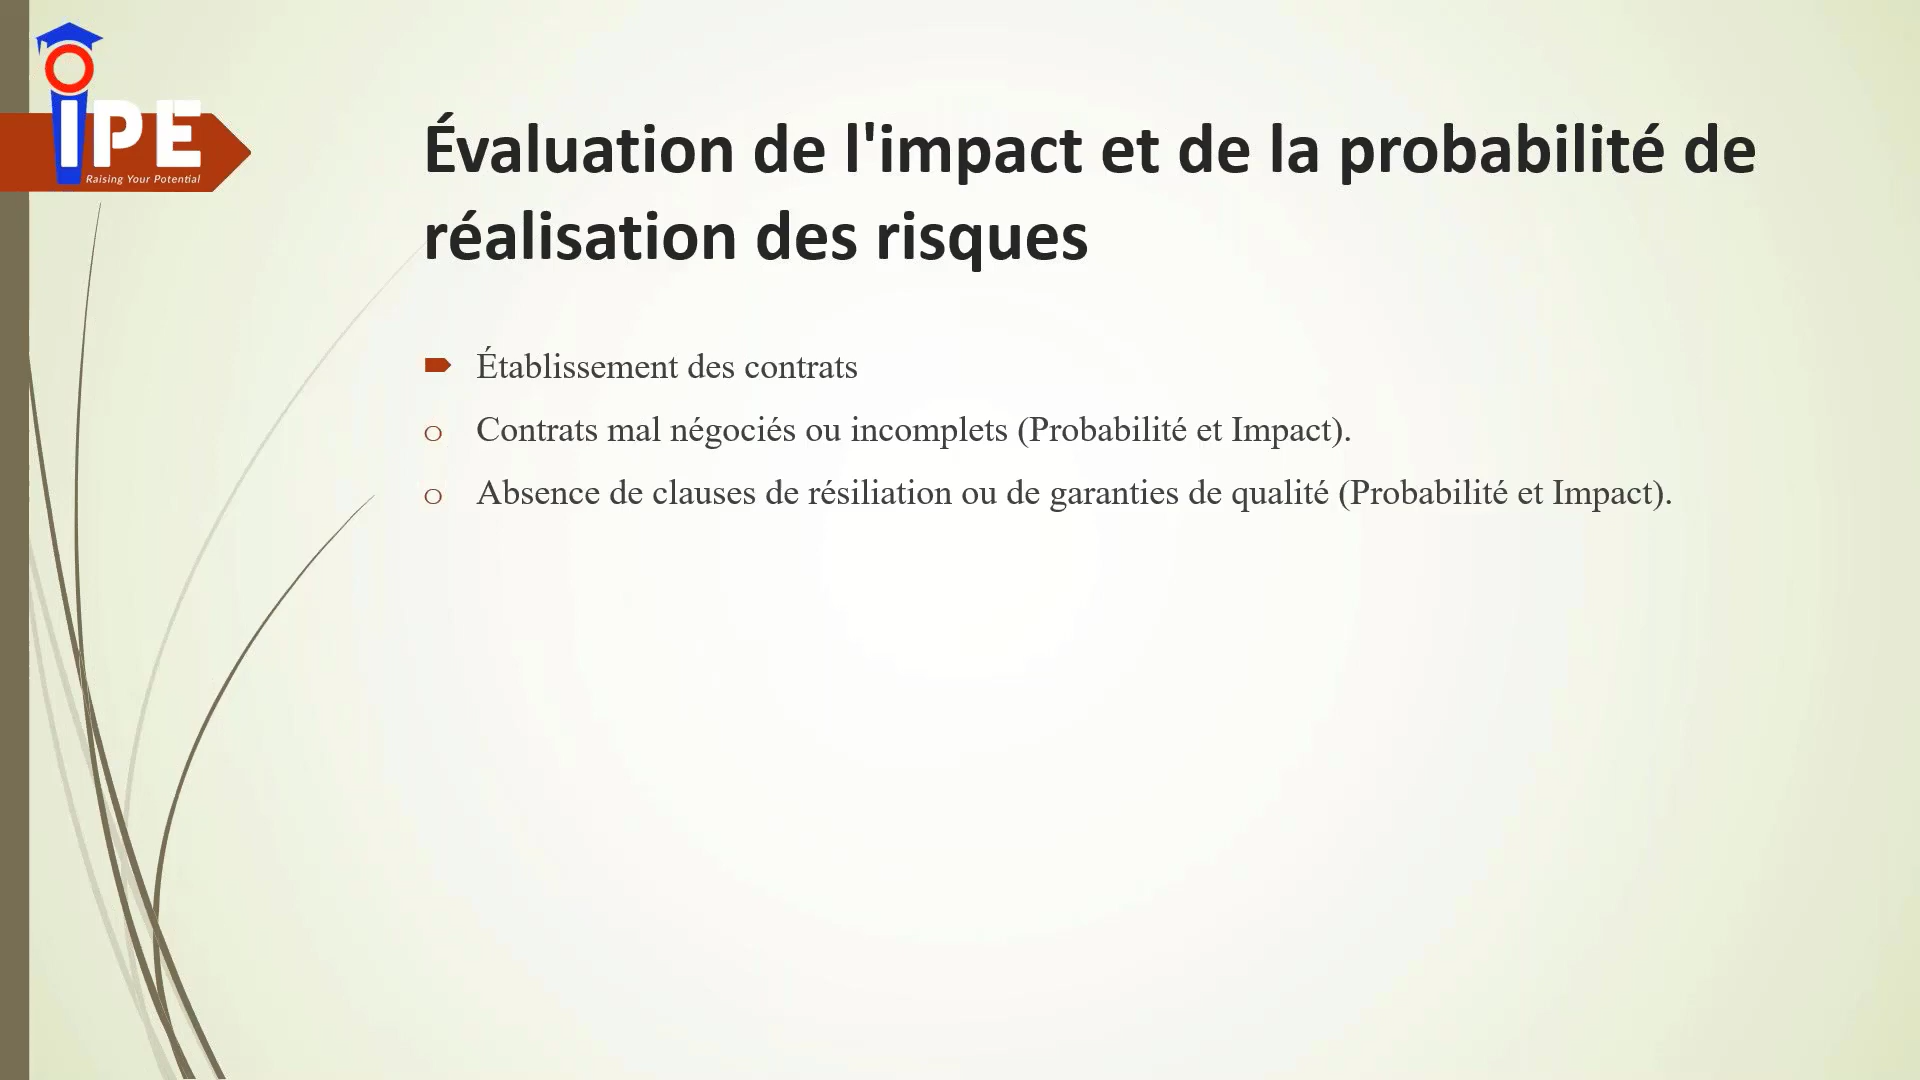 IPE
Raising Your Potential
Évaluation de l'impact et de la probabilité de
réalisation des risques
Établissement des contrats
o Contrats mal négociés ou incomplets (Probabilité et Impact).
o Absence de clauses de résiliation ou de garanties de qualité (Probabilité et Impact).